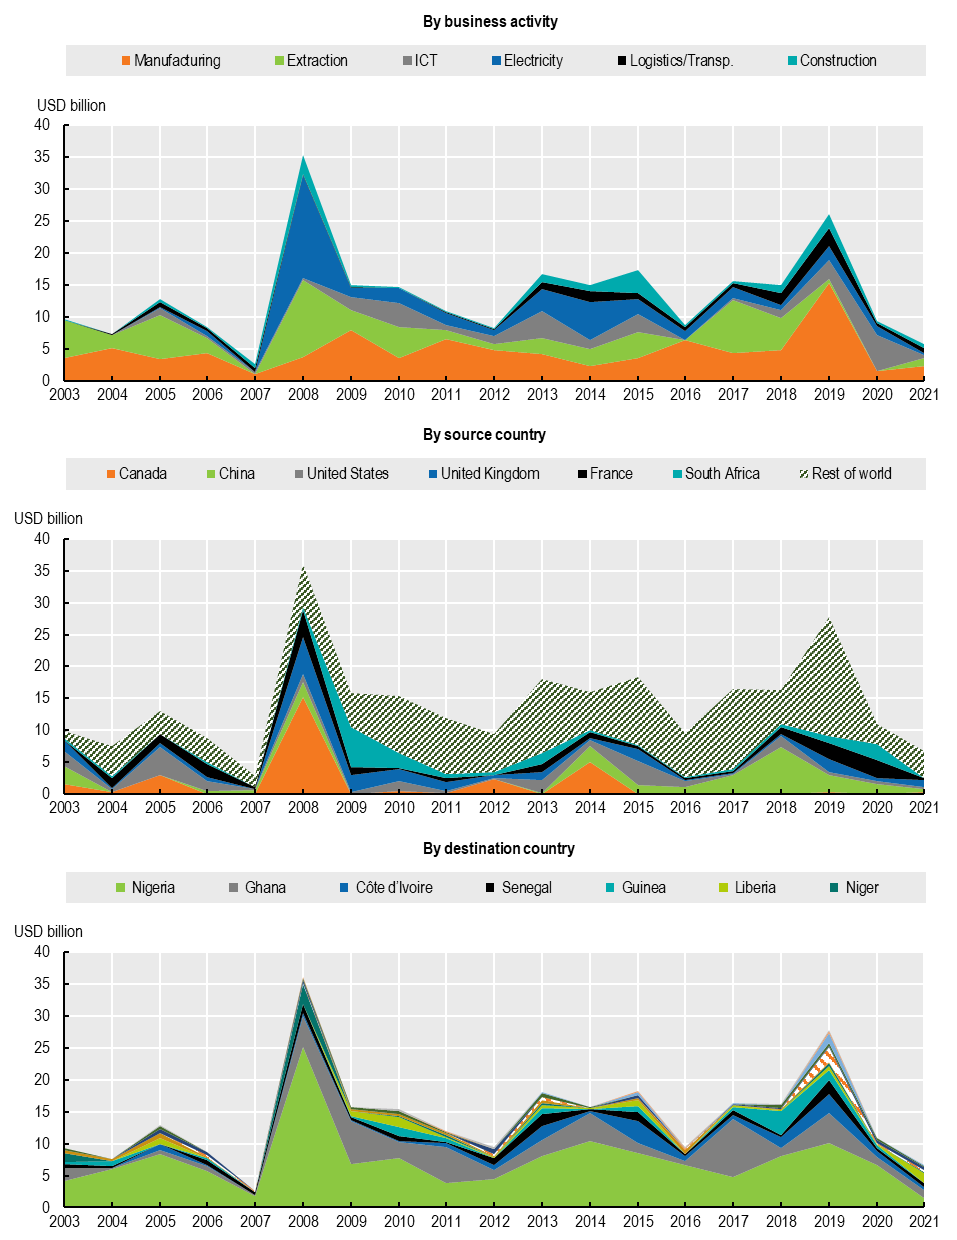 By business activity
Manufacturing Extraction ICT Electricity Logistics/Transp. Construction
USD billion
40
35
30
25
20
15
10
5
0
2003 2004 2005 2006 2007 2008 2009 2010 2011 2012 2013 2014 2015 2016 2017 2018 2019 2020 2021
By source country
Canada China United States United Kingdom France South Africa Rest of world
USD billion
40
35
30
25
20
15
10
5
0
2003 2004 2005 2006 2007 2008 2009 2010 2011 2012 2013 2014 2015 2016 2017 2018 2019 2020 2021
By destination country
Nigeria Ghana Côte d'Ivoire Senegal Guinea Liberia Niger
USD billion
40
35
30
25
20
15
10
5
0
2003 2004 2005 2006 2007 2008 2009 2010 2011 2012 2013 2014 2015 2016 2017 2018 2019 2020 2021